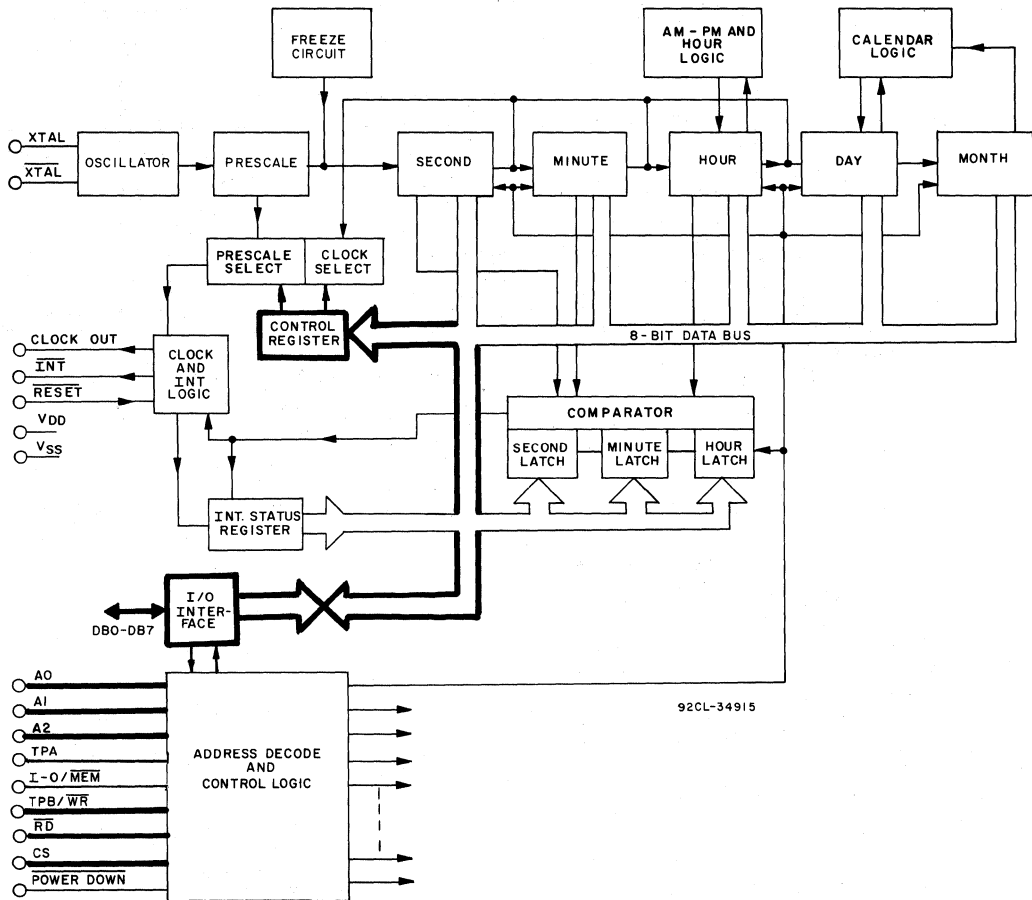 FREEZE
CIRCUIT
AM - PM AND
HOUR
LOGIC
CALENDAR
LOGIC
XTAL
XTAL
OSCILLATOR
PRESCALE
SECOND
MINUTE
HOUR
DAY
MONTH
PRESCALE
SELECT
CLOCK
SELECT
CONTROL
REGISTER
8-BIT DATA BUS
CLOCK OUT
INT
RESET
VDD
VSS
CLOCK
AND
INT
LOGIC
COMPARATOR
SECOND
LATCH
MINUTE
LATCH
HOUR
LATCH
INT. STATUS
REGISTER
I/O
INTER-
FACE
DB0-DB7
A0
A1
A2
TPA
I-O/MEM
TPB/WR
RD
CS
POWER DOWN
ADDRESS DECODE
AND
CONTROL LOGIC
92CL-34915